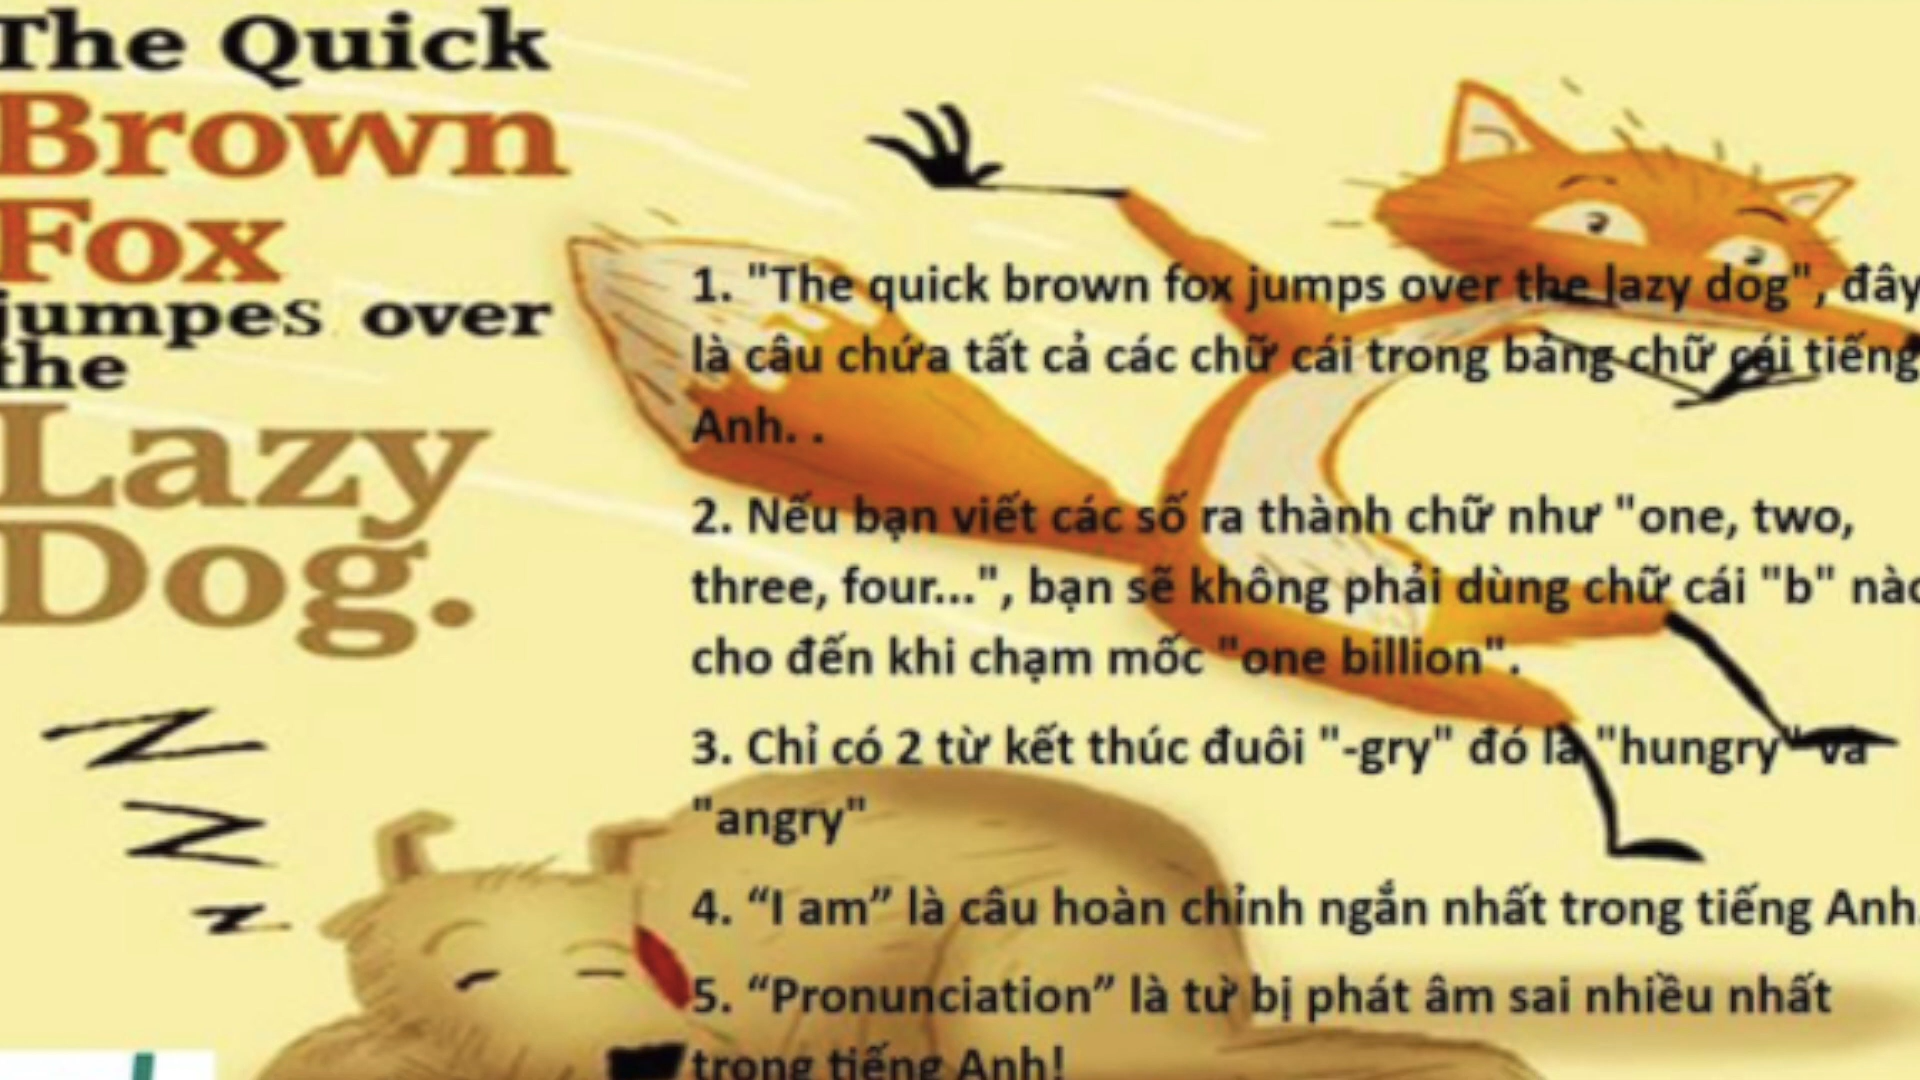 The Quick
Brown
Fox
jumpes over
the
Lazy
Dog.
1. "The quick brown fox jumps over the lazy dog", đây
là câu chứa tất cả các chữ cái trong bảng chữ cái tiếng
Anh. .
2. Nếu bạn viết các số ra thành chữ như "one, two,
three, four...", bạn sẽ không phải dùng chữ cái "b" nào
cho đến khi chạm mốc "one billion".
3. Chỉ có 2 từ kết thúc đuôi "-gry" đó là "hungry" và
"angry"
4. “I am” là câu hoàn chỉnh ngắn nhất trong tiếng Anh.
5. “Pronunciation” là từ bị phát âm sai nhiều nhất
trong tiếng Anh!